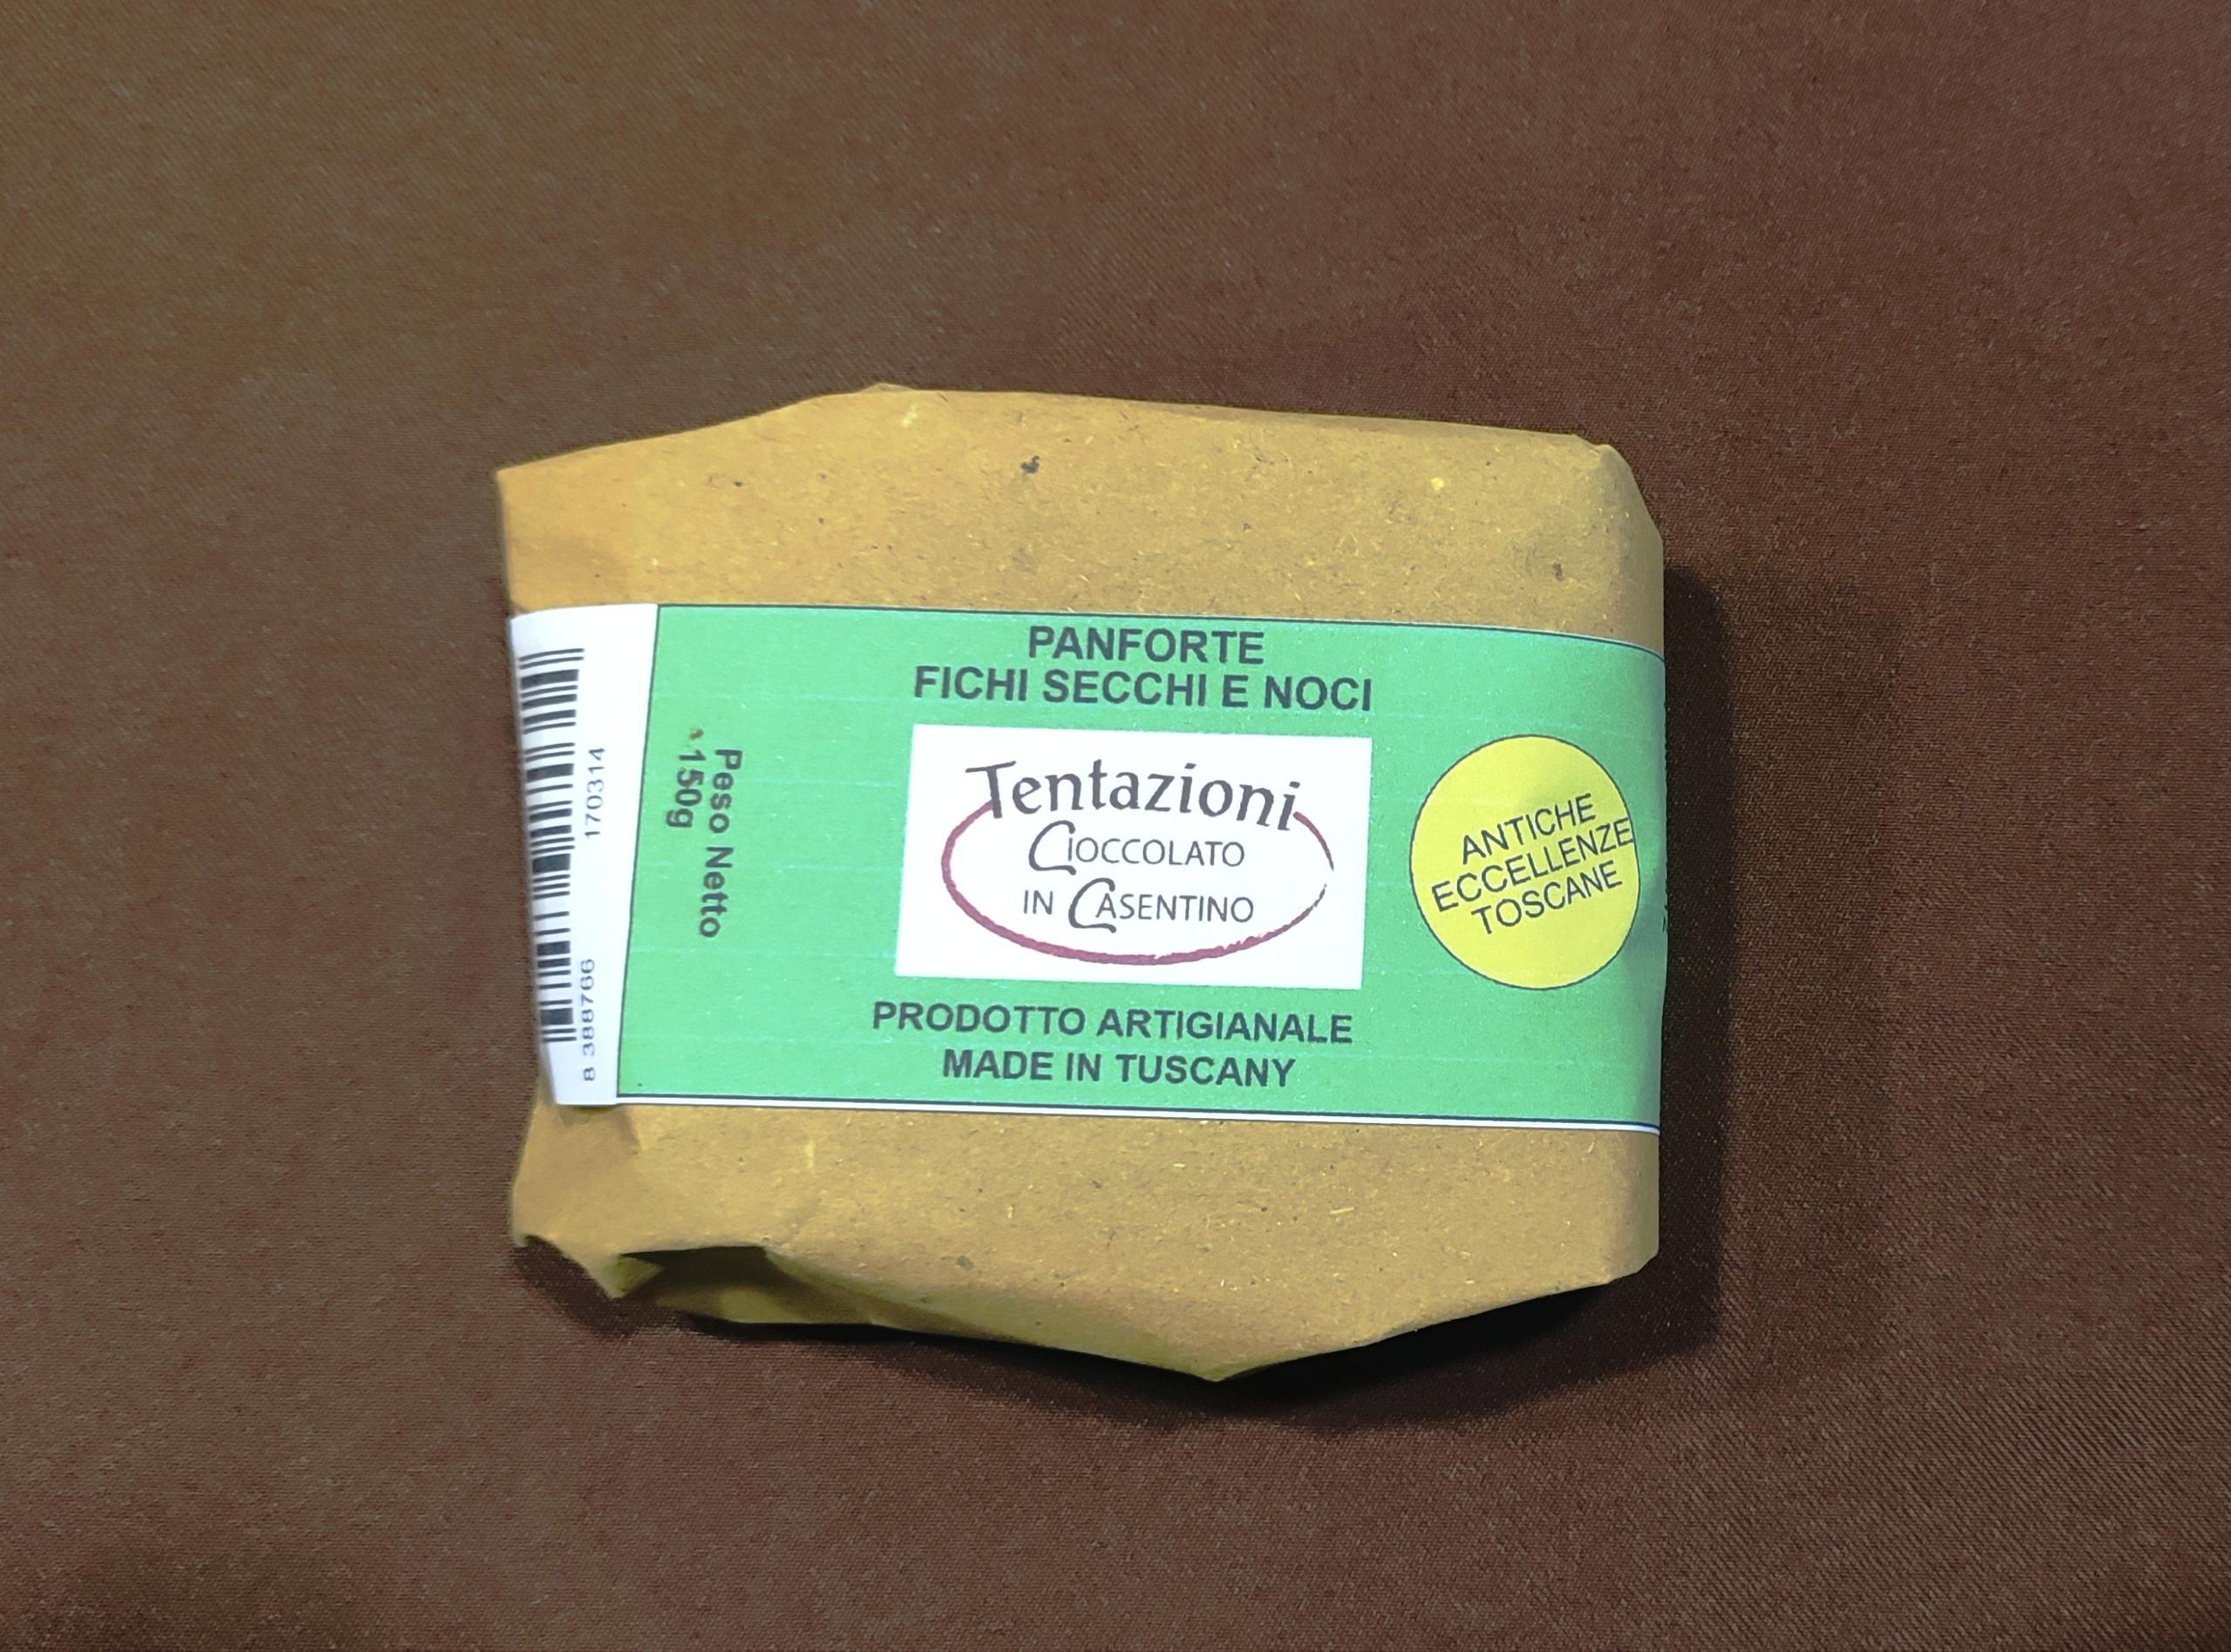 PANFORTE
FICHI SECCHI E NOCI
Tentazioni
CIOCCOLATO
IN CASENTINO
PRODOTTO ARTIGIANALE
MADE IN TUSCANY
ANTICHE
ECCELLENZE
TOSCANE
Peso Netto
150g
8 388766 170314